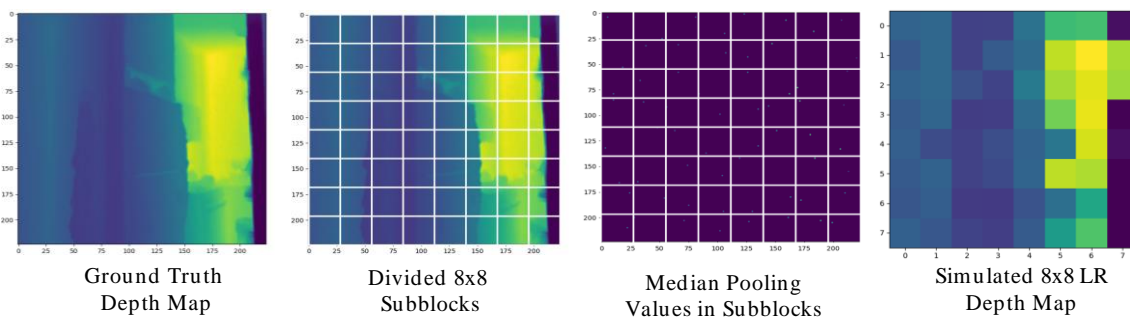 0
25
50
75
100
125
150
175
200
0 25 50 75 100 125 150 175 200
0
25
50
75
100
125
150
175
200
0 25 50 75 100 125 150 175 200
0
25
50
75
100
125
150
175
200
0 25 50 75 100 125 150 175 200
0
1
2
3
4
5
6
7
0 1 2 3 4 5 6 7
Ground Truth
Depth Map
Divided 8x8
Subblocks
Median Pooling
Values in Subblocks
Simulated 8x8 LR
Depth Map